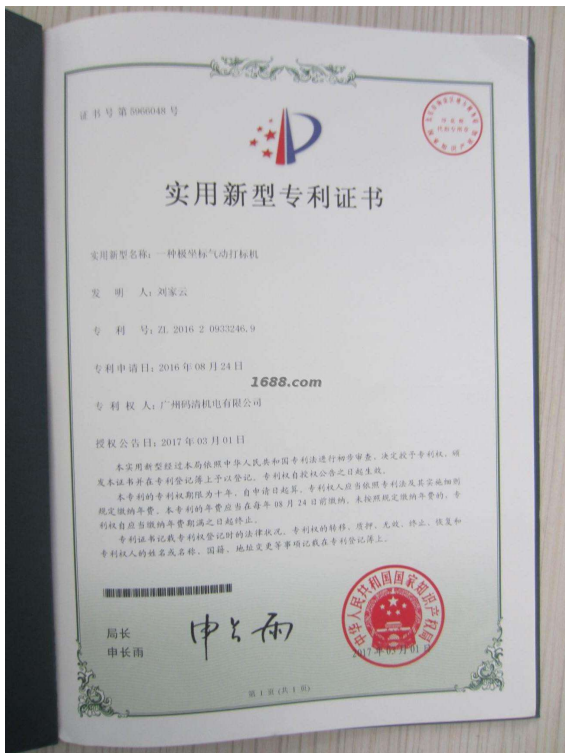 证书号第5966048号
实用新型专利证书
实用新型名称：一种极坐标气动打标机
发明人：刘家云
专利号：ZL 2016 2 0933246.9
专利申请日：2016年08月24日
1688.com
专利权人：广州码清机电有限公司
授权公告日：2017年03月01日
本实用新型经过本局依照中华人民共和国专利法进行初步审查，决定授予专利权，颁
发本证书并在专利登记簿上予以登记。专利权自授权公告之日起生效。
本专利的专利权期限为十年，自申请日起算。专利权人应当依照专利法及其实施细则
规定缴纳年费。本专利的年费应当在每年08月24日前缴纳。未按照规定缴纳年费的，专
利权自应当缴纳年费期满之日起终止。
专利证书记载专利权登记时的法律状况。专利权的转移、质押、无效、终止、恢复和
专利权人的姓名或名称、国籍、地址变更等事项记载在专利登记簿上。
局长
申长雨
申长雨
中华人民共和国国家知识产权局
2017年03月01日
第1页(共1页)